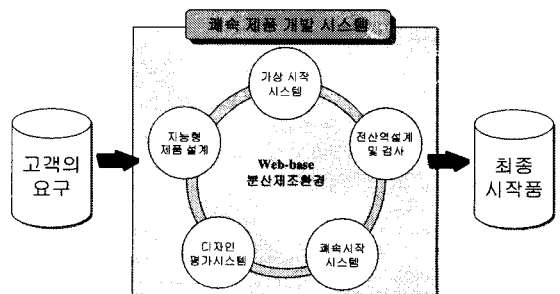 쾌속 제품 개발 시스템
가상 시작
시스템
지능형
제품 설계
전산역설계
및 검사
고객의
요구
Web-base
분산제조환경
최종
시작품
디자인
평가시스템
쾌속시작
시스템